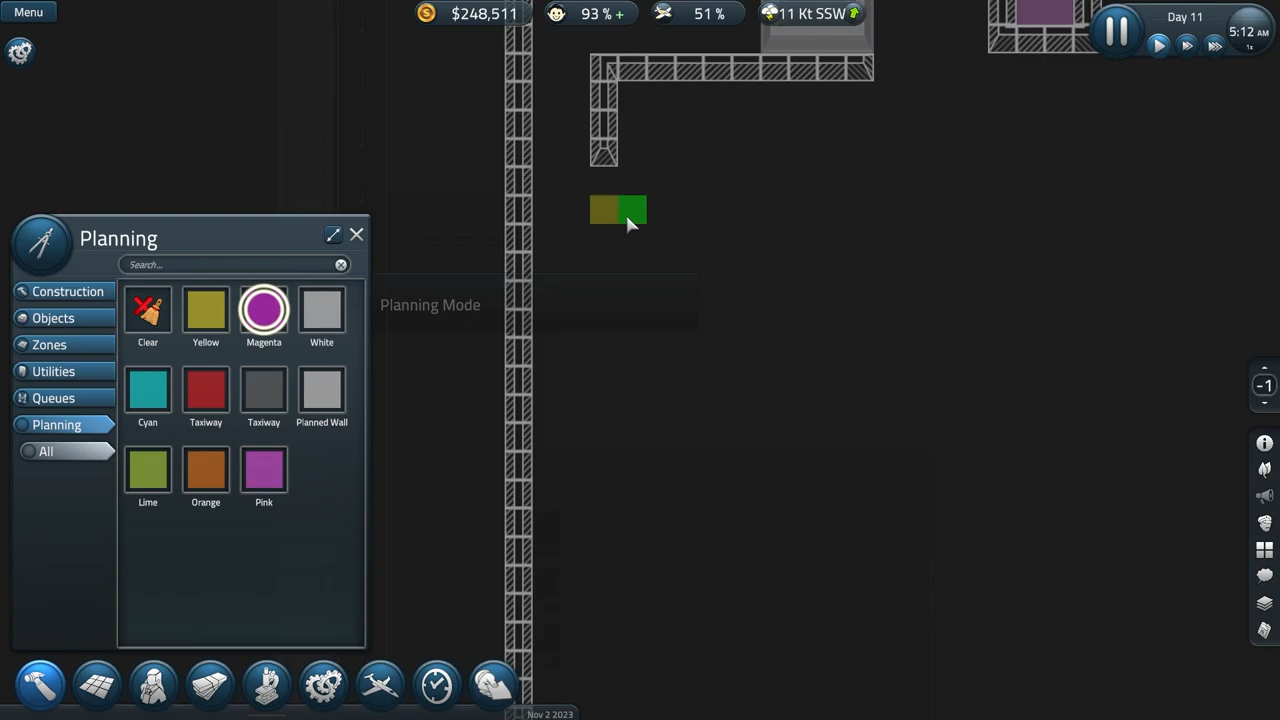 Menu
$248,511
93 % +
51 %
11 Kt SSW
Day 11
5:12 AM
1x
Planning
Search...
Construction
Objects
Zones
Utilities
Queues
Planning
All
Clear
Yellow
Magenta
White
Cyan
Taxiway
Taxiway
Planned Wall
Lime
Orange
Pink
Planning Mode
-1
Nov 2 2023